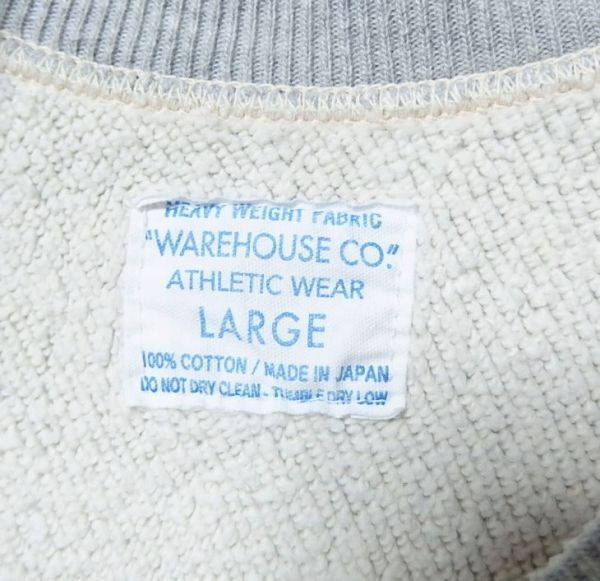 HEAVY WEIGHT FABRIC
"WAREHOUSE CO."
ATHLETIC WEAR
LARGE
100% COTTON / MADE IN JAPAN
DO NOT DRY CLEAN - TUMBLE DRY LOW